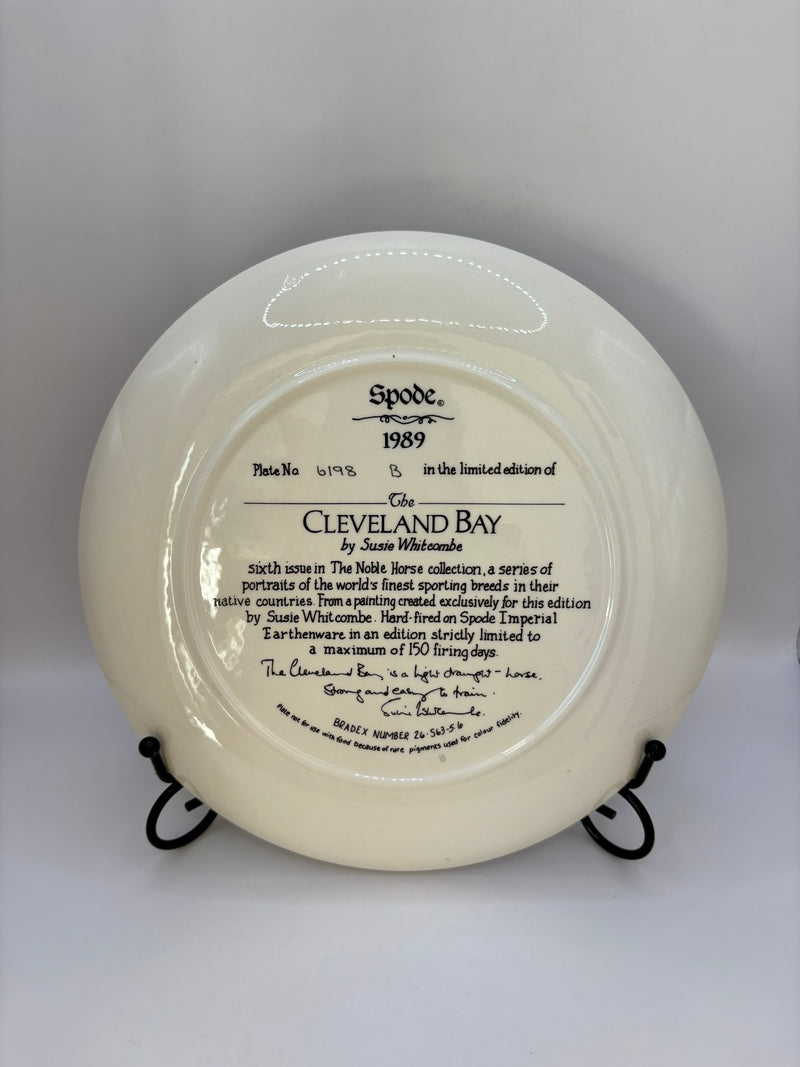 Spode©
1989
Plate No. 6198 B in the limited edition of
The
CLEVELAND BAY
by Susie Whitcombe
sixth issue in The Noble Horse collection, a series of
portraits of the world's finest sporting breeds in their
native countries. From a painting created exclusively for this edition
by Susie Whitcombe. Hard-fired on Spode Imperial
Earthenware in an edition strictly limited to
a maximum of 150 firing days.
The Cleveland Bay is a light draught-horse,
Strong and easy to train.
Susie Whitcombe.
BRADEX NUMBER 26-S63-5·6
Plate not for use with food because of rare pigments used for colour fidelity.